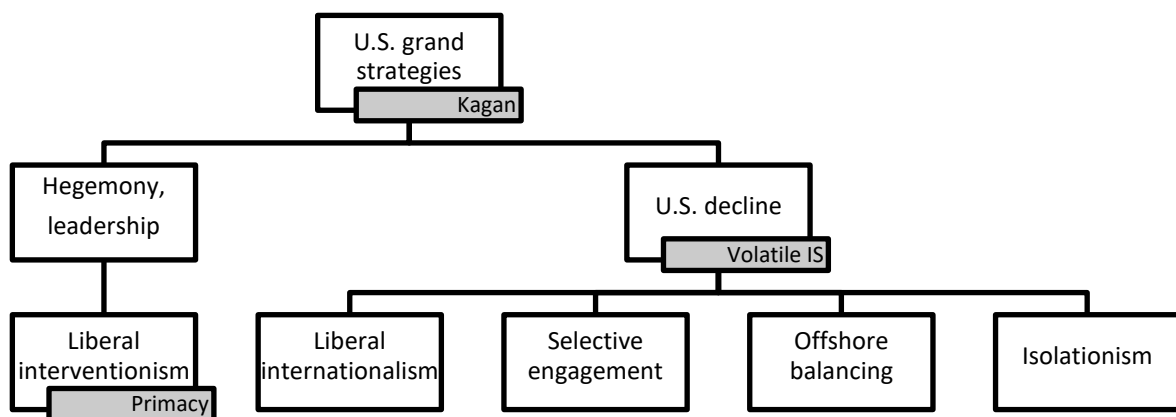 U.S. grand
strategies
Kagan
Hegemony,
leadership
U.S. decline
Volatile IS
Liberal
interventionism
Primacy
Liberal
internationalism
Selective
engagement
Offshore
balancing
Isolationism